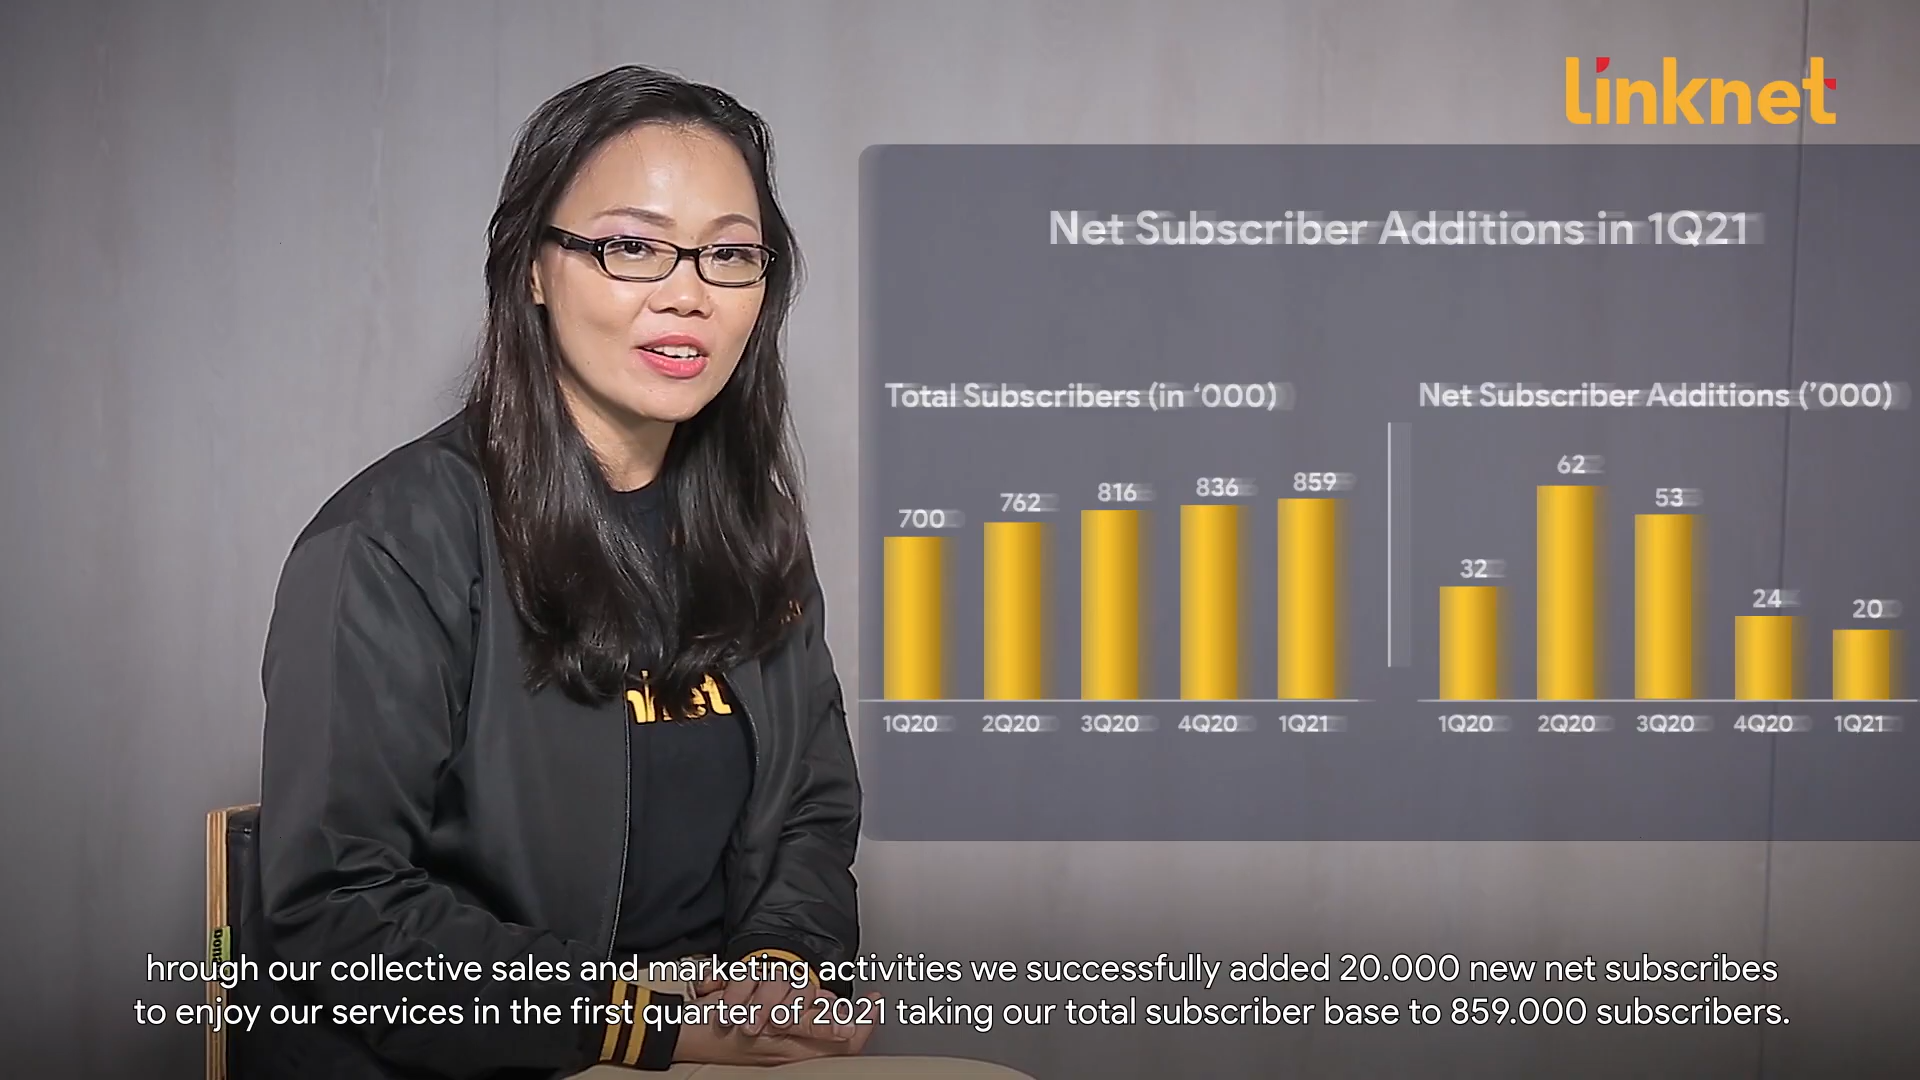 linknet
Net Subscriber Additions in 1Q21
Total Subscribers (in ‘000)
700 762 816 836 859
1Q20 2Q20 3Q20 4Q20 1Q21
Net Subscriber Additions (’000)
32 62 53 24 20
1Q20 2Q20 3Q20 4Q20 1Q21
nknet
hrough our collective sales and marketing activities we successfully added 20.000 new net subscribes
to enjoy our services in the first quarter of 2021 taking our total subscriber base to 859.000 subscribers.